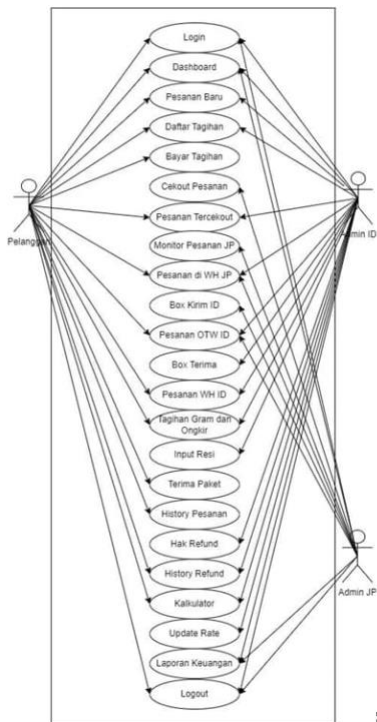 Login
Dashboard
Pesanan Baru
Daftar Tagihan
Bayar Tagihan
Cekout Pesanan
Pesanan Tercekout
Monitor Pesanan JP
Pesanan di WH JP
Box Kirim ID
Pesanan OTW ID
Box Terima
Pesanan WH ID
Tagihan Gram dan
Ongkir
Input Resi
Terima Paket
History Pesanan
Hak Refund
History Refund
Kalkulator
Update Rate
Laporan Keuangan
Logout
Pelanggan
Admin ID
Admin JP